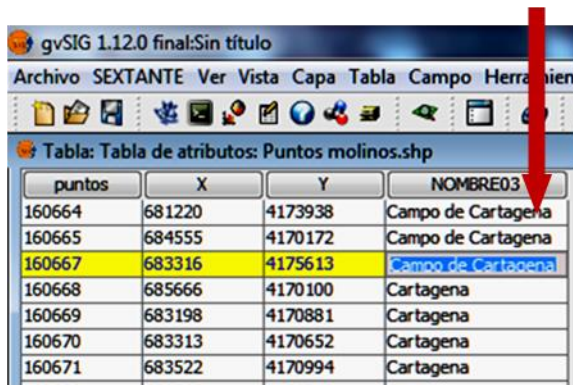 gvSIG 1.12.0 final:Sin título
Archivo SEXTANTE Ver Vista Capa Tabla Campo
Tabla: Tabla de atributos: Puntos molinos.shp
puntos X Y NOMBRE03
160664 681220 4173938 Campo de Cartagena
160665 684555 4170172 Campo de Cartagena
160667 683316 4175613 Campo de Cartagena
160668 685666 4170100 Cartagena
160669 683198 4170881 Cartagena
160670 683313 4170652 Cartagena
160671 683522 4170994 Cartagena